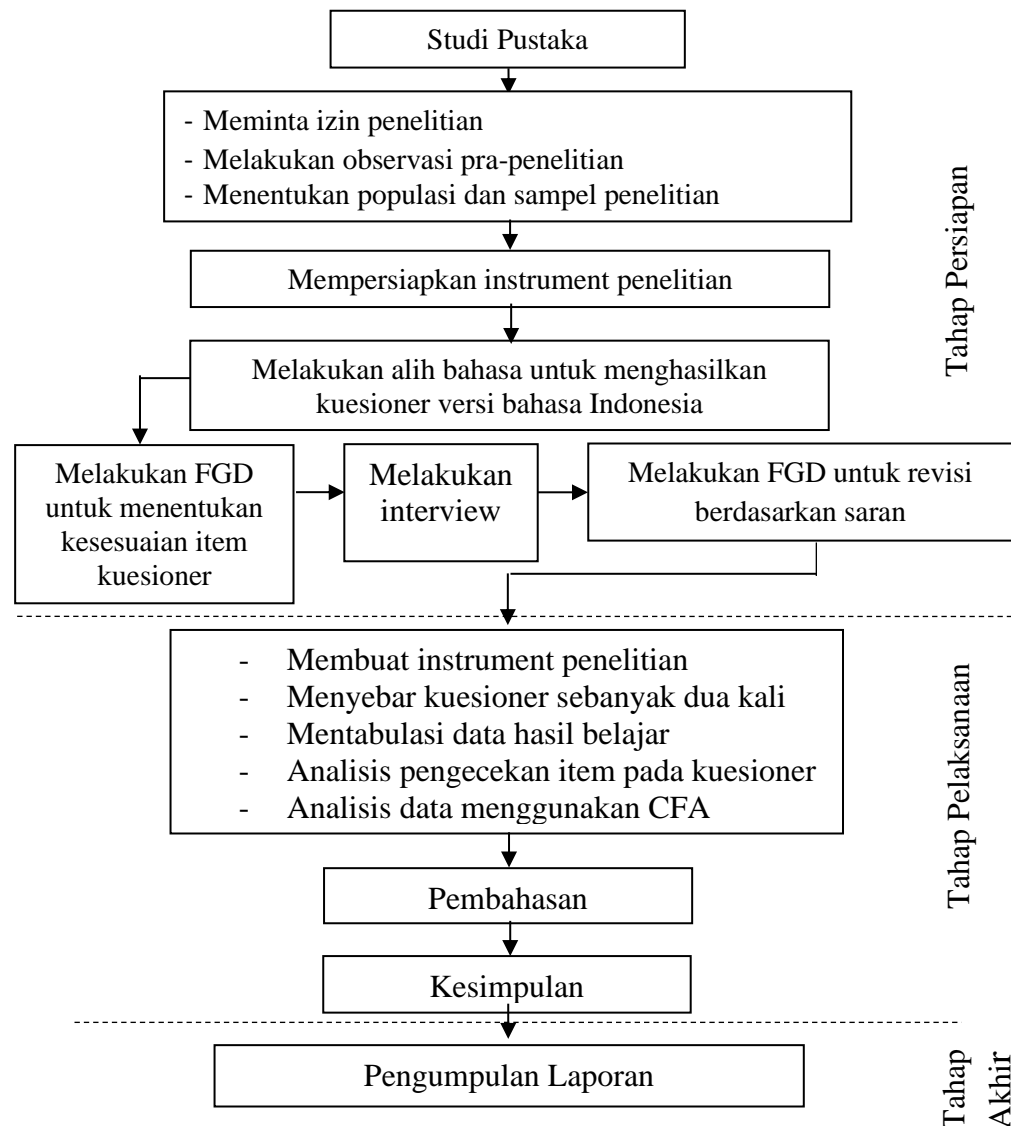 Studi Pustaka
- Meminta izin penelitian
- Melakukan observasi pra-penelitian
- Menentukan populasi dan sampel penelitian
Mempersiapkan instrument penelitian
Melakukan alih bahasa untuk menghasilkan
kuesioner versi bahasa Indonesia
Tahap Persiapan
Melakukan FGD
untuk menentukan
kesesuaian item
kuesioner
Melakukan
interview
Melakukan FGD untuk revisi
berdasarkan saran
- Membuat instrument penelitian
- Menyebar kuesioner sebanyak dua kali
- Mentabulasi data hasil belajar
- Analisis pengecekan item pada kuesioner
- Analisis data menggunakan CFA
Pembahasan
Kesimpulan
Tahap Pelaksanaan
Pengumpulan Laporan
Tahap
Akhir